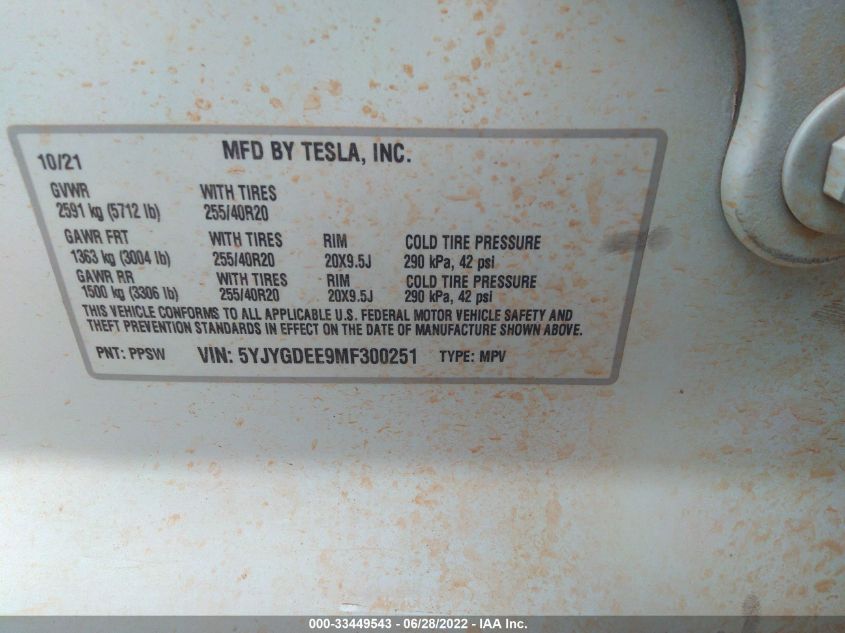 10/21 MFD BY TESLA, INC.
GVWR WITH TIRES
2591 kg (5712 lb) 255/40R20
GAWR FRT WITH TIRES RIM COLD TIRE PRESSURE
1363 kg (3004 lb) 255/40R20 20X9.5J 290 kPa, 42 psi
GAWR RR WITH TIRES RIM COLD TIRE PRESSURE
1500 kg (3306 lb) 255/40R20 20X9.5J 290 kPa, 42 psi
THIS VEHICLE CONFORMS TO ALL APPLICABLE U.S. FEDERAL MOTOR VEHICLE SAFETY AND
THEFT PREVENTION STANDARDS IN EFFECT ON THE DATE OF MANUFACTURE SHOWN ABOVE.
PNT: PPSW VIN: 5YJYGDEE9MF300251 TYPE: MPV
000-33449543 - 06/28/2022 - IAA Inc.